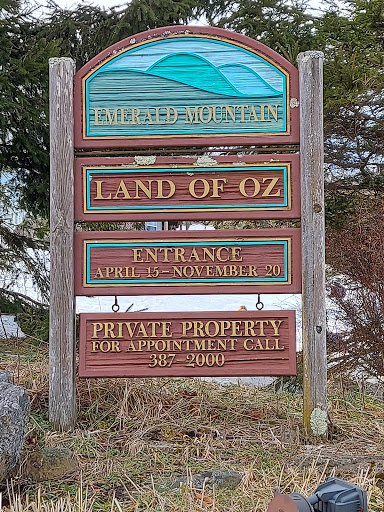 EMERALD MOUNTAIN
LAND OF OZ
ENTRANCE
APRIL 15 - NOVEMBER 20
PRIVATE PROPERTY
FOR APPOINTMENT CALL
387-2000